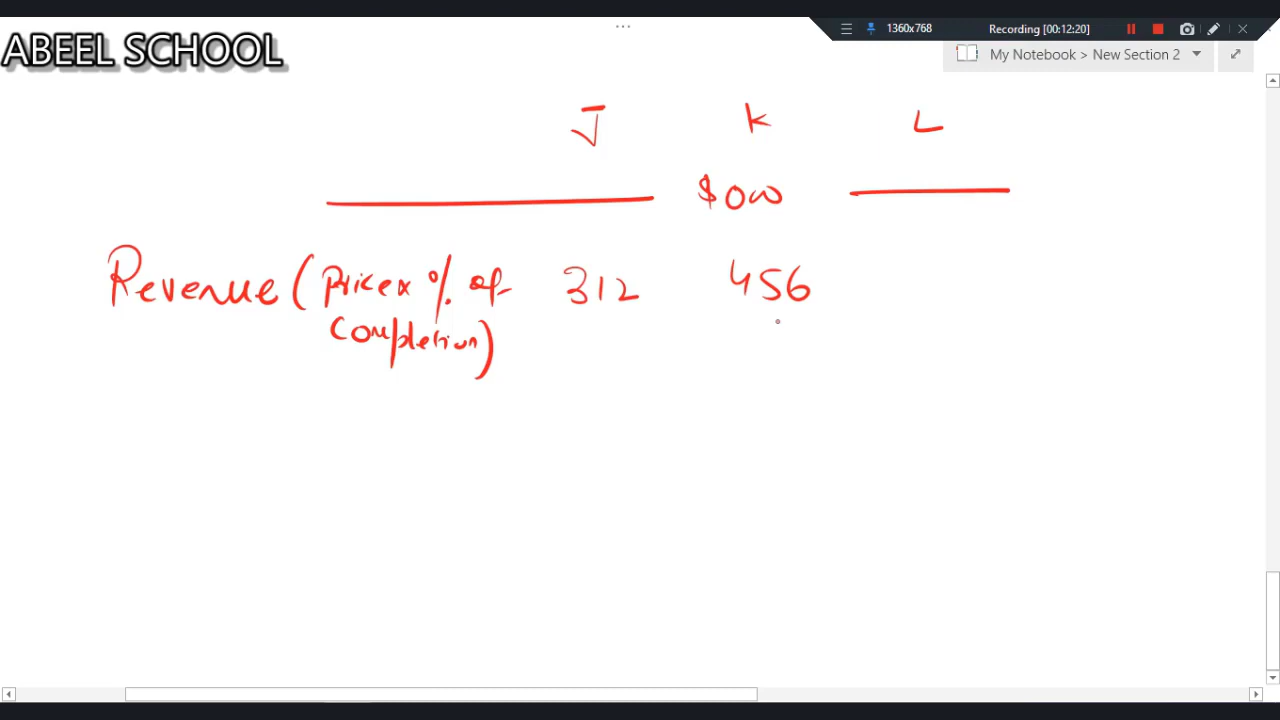 ABEEL SCHOOL
1360x768
Recording [00:12:20]
My Notebook > New Section 2
J K L
$000
Revenue (Price x % of 312 456
Completion)